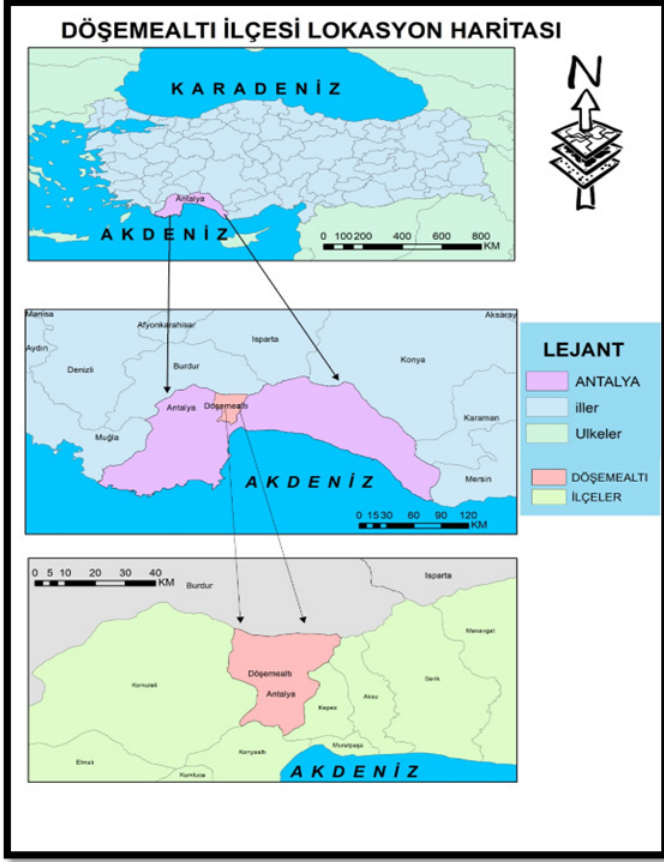 DÖŞEMEALTI İLÇESİ LOKASYON HARİTASI
N
KARADENİZ
Antalya
AKDENİZ
0 100 200 400 600 800
KM
Manisa
Afyonkarahisar
Aksaray
Isparta
Aydın
Konya
Denizli
Burdur
Antalya
Döşemealtı
Karaman
Muğla
AKDENİZ
Mersin
0 15 30 60 90 120
KM
LEJANT
ANTALYA
iller
Ulkeler
DÖŞEMEALTI
İLÇELER
0 5 10 20 30 40
KM
Burdur
Isparta
Manavgat
Döşemealtı
Serik
Korkuteli
Antalya
Aksu
Kepez
Muratpaşa
Konyaaltı
Elmalı
Kumluca
AKDENİZ